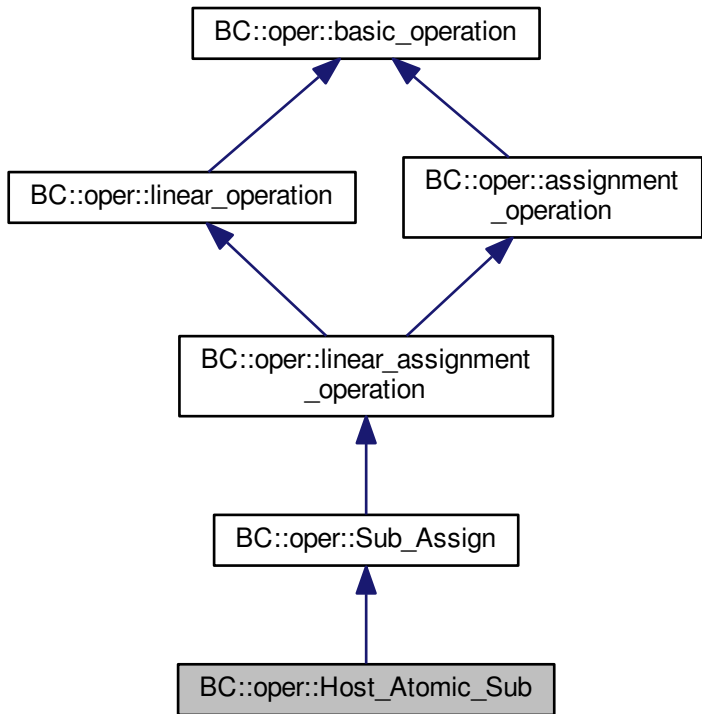 BC::oper::basic_operation
BC::oper::linear_operation
BC::oper::assignment
_operation
BC::oper::linear_assignment
_operation
BC::oper::Sub_Assign
BC::oper::Host_Atomic_Sub